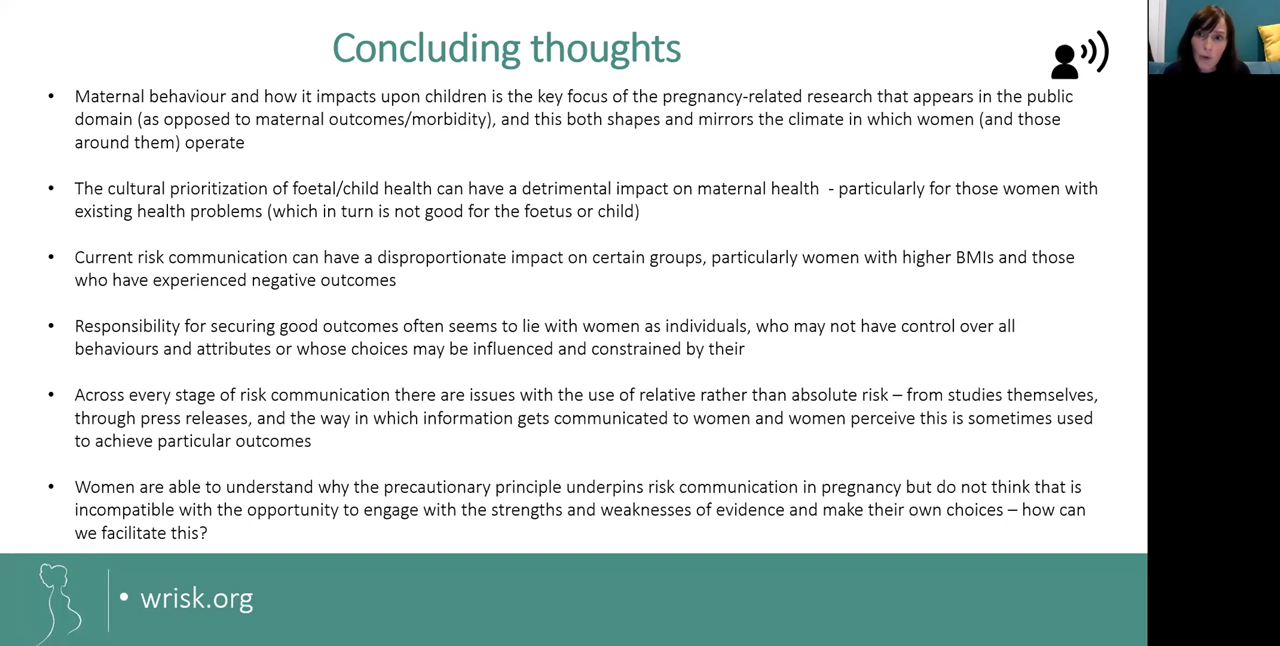 Concluding thoughts
• Maternal behaviour and how it impacts upon children is the key focus of the pregnancy-related research that appears in the public
domain (as opposed to maternal outcomes/morbidity), and this both shapes and mirrors the climate in which women (and those
around them) operate
• The cultural prioritization of foetal/child health can have a detrimental impact on maternal health  - particularly for those women with
existing health problems (which in turn is not good for the foetus or child)
• Current risk communication can have a disproportionate impact on certain groups, particularly women with higher BMIs and those
who have experienced negative outcomes
• Responsibility for securing good outcomes often seems to lie with women as individuals, who may not have control over all
behaviours and attributes or whose choices may be influenced and constrained by their
• Across every stage of risk communication there are issues with the use of relative rather than absolute risk – from studies themselves,
through press releases, and the way in which information gets communicated to women and women perceive this is sometimes used
to achieve particular outcomes
• Women are able to understand why the precautionary principle underpins risk communication in pregnancy but do not think that is
incompatible with the opportunity to engage with the strengths and weaknesses of evidence and make their own choices – how can
we facilitate this?
• wrisk.org